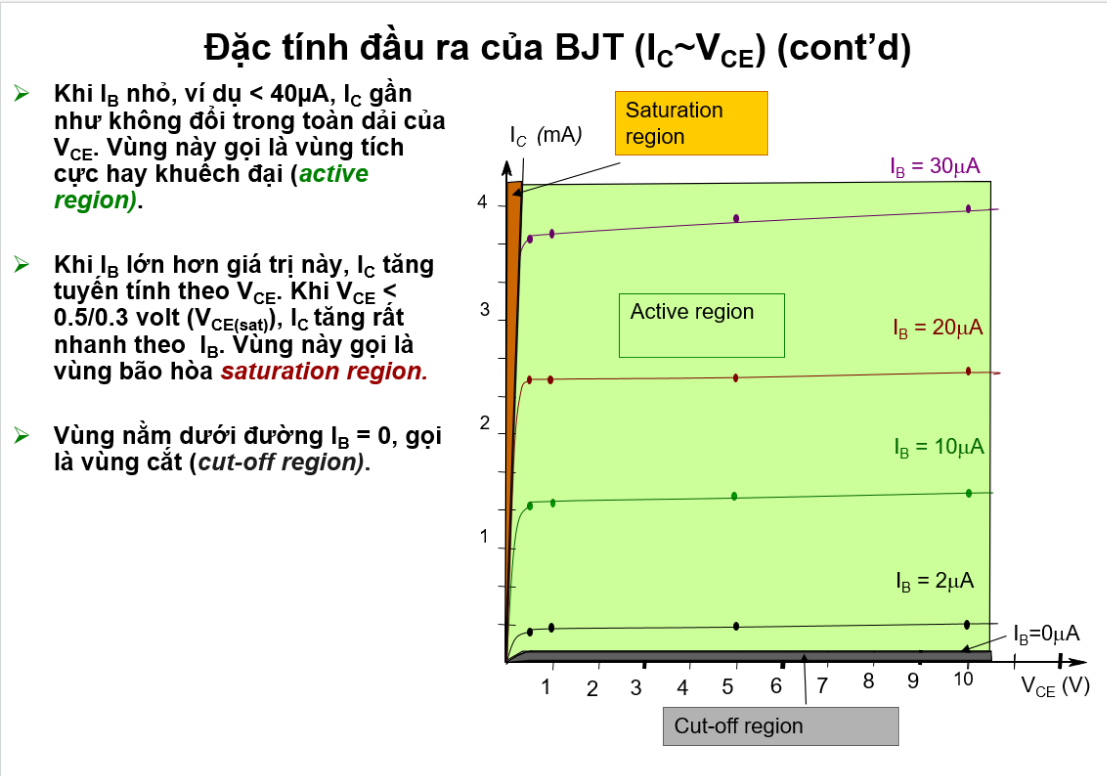 Đặc tính đầu ra của BJT (IC~VCE) (cont’d)
➢ Khi IB nhỏ, ví dụ < 40μA, IC gần
như không đổi trong toàn dải của
VCE. Vùng này gọi là vùng tích
cực hay khuếch đại (active
region).
➢ Khi IB lớn hơn giá trị này, IC tăng
tuyến tính theo VCE. Khi VCE <
0.5/0.3 volt (VCE(sat)), IC tăng rất
nhanh theo IB. Vùng này gọi là
vùng bão hòa saturation region.
➢ Vùng nằm dưới đường IB = 0, gọi
là vùng cắt (cut-off region).
Saturation
region
IC (mA)
IB = 30μA
4
Active region
3
IB = 20μA
2
IB = 10μA
1
IB = 2μA
IB=0μA
1 2 3 4 5 6 7 8 9 10 VCE (V)
Cut-off region